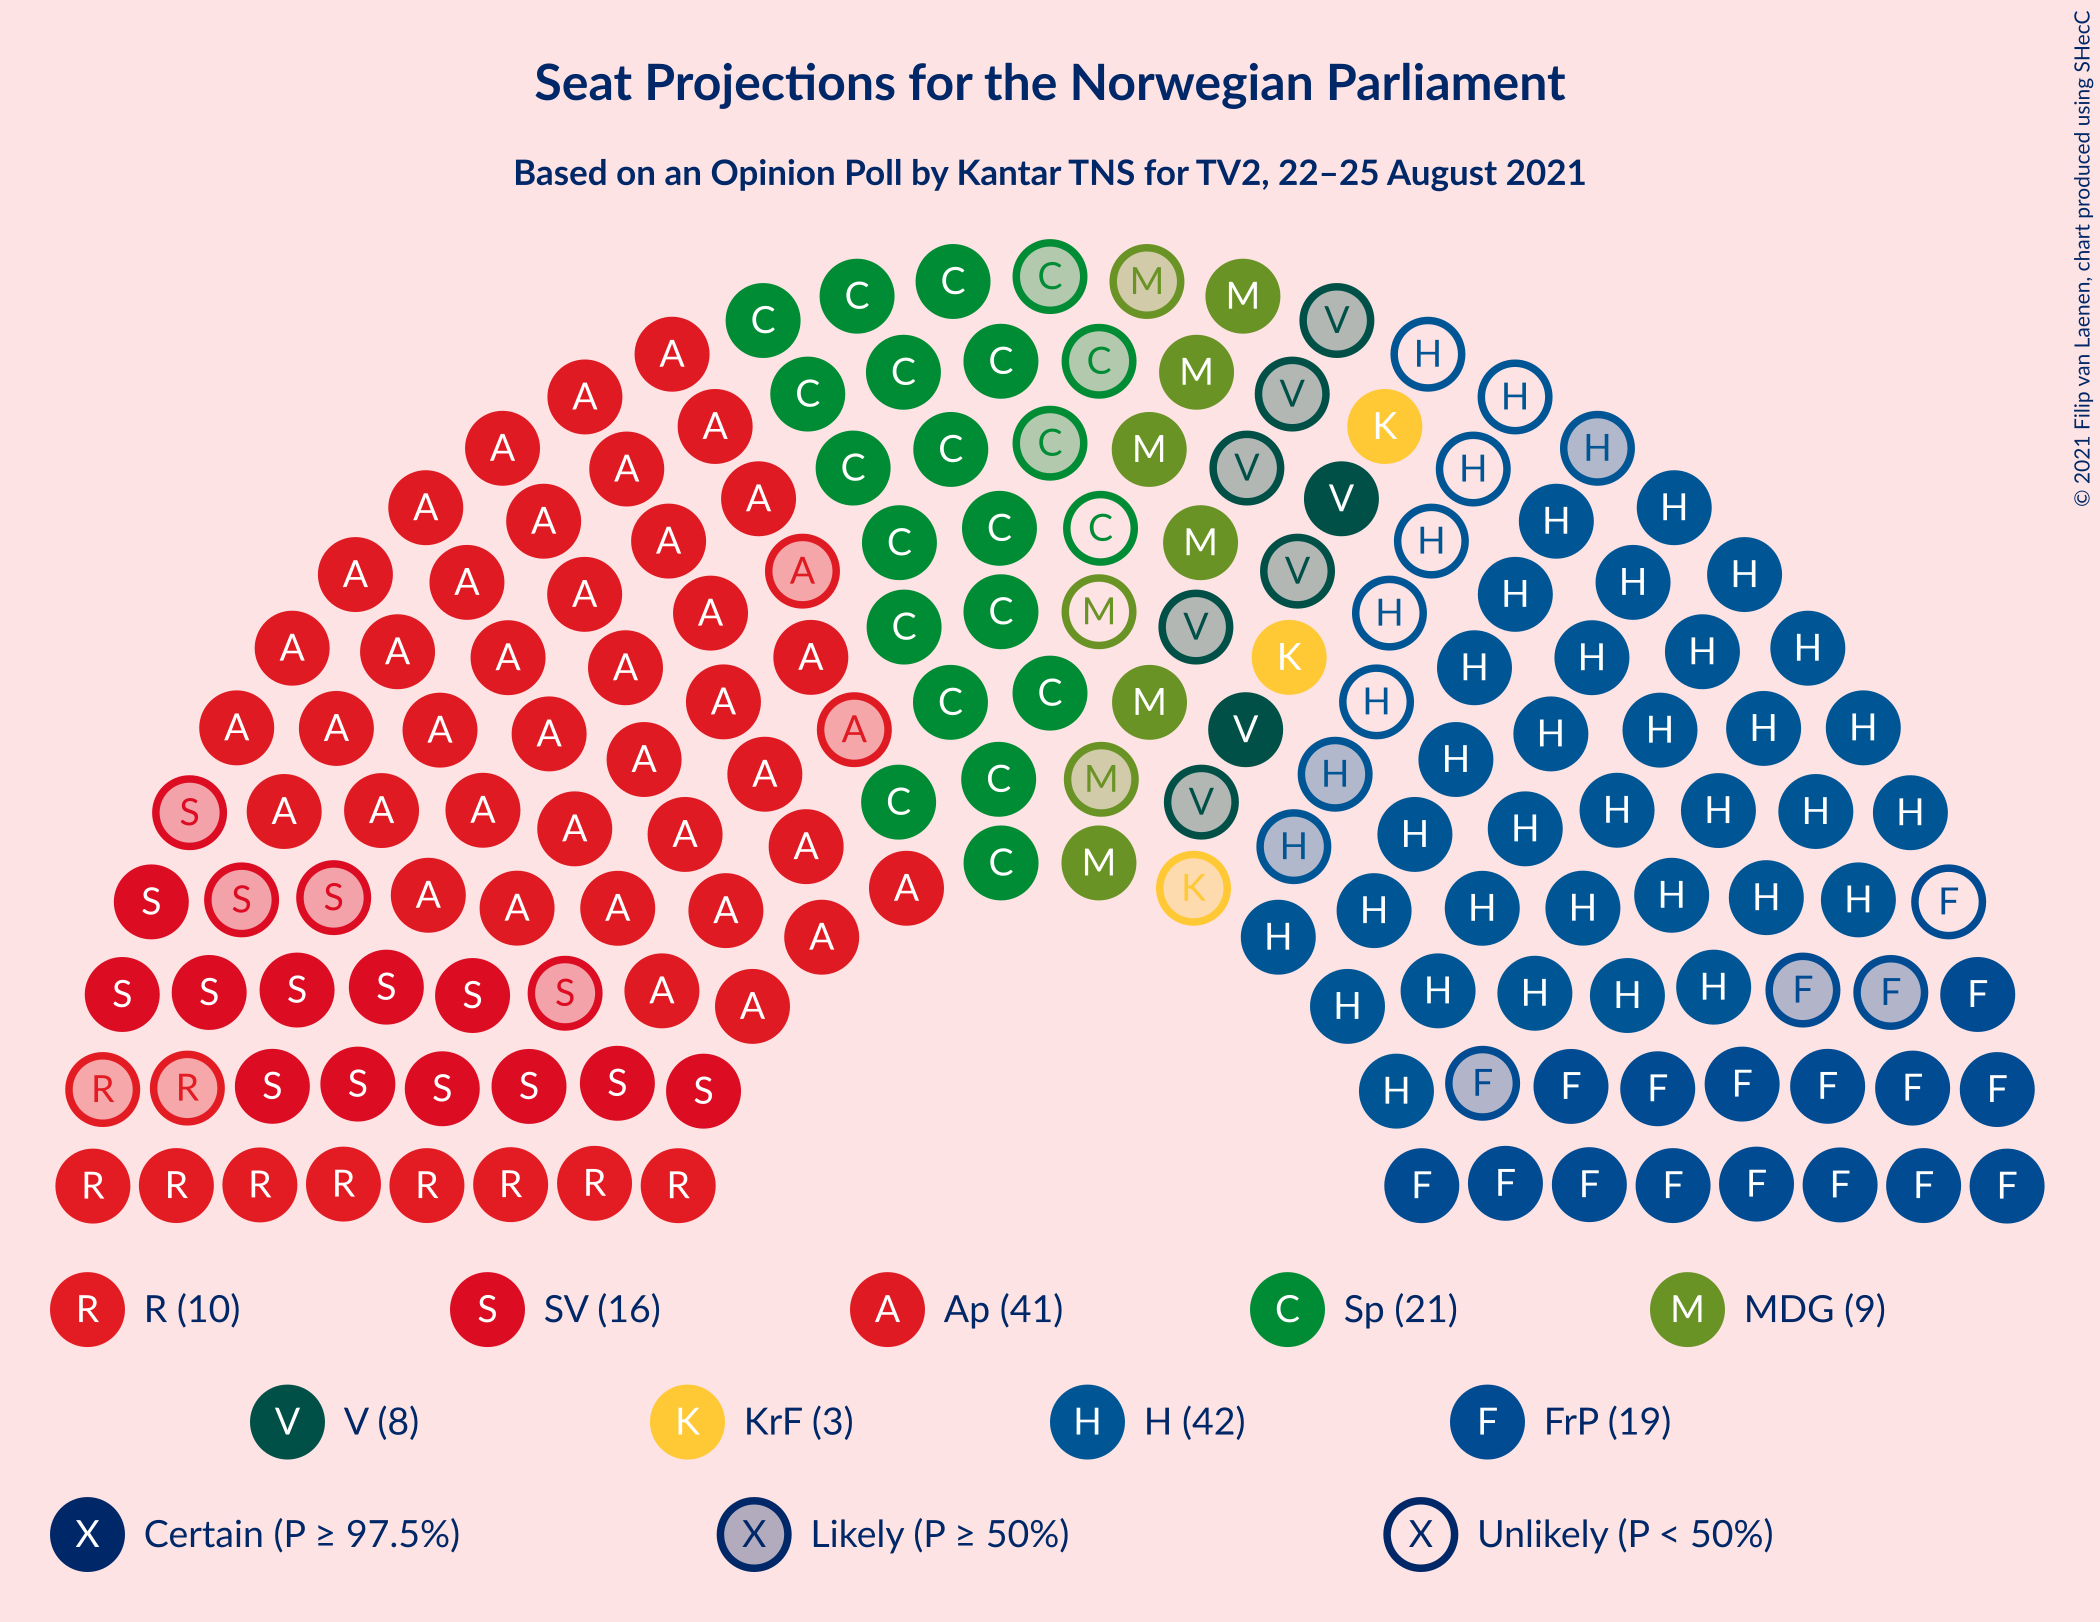 Seat Projections for the Norwegian Parliament
Based on an Opinion Poll by Kantar TNS for TV2, 22–25 August 2021
© 2021 Filip van Laenen, chart produced using SHecC
C C C C M M V
A C C C C M V H
A A C C C M V K H H
A A A C C C M V V H H H
A A A A C C M V K H H H H
A A A A A C C M V H H H H H
A A A A A A A C C M V H H H H H H H
A A A A A A A A C M K H H H H H H H H
S A A A A A A A H H H H H H H H
S S S A A A A A H H H H H H H F
S S S S S S A A H H H H H F F F
R R S S S S S S H F F F F F F F
R R R R R R R R F F F F F F F F
R R (10) S SV (16) A Ap (41) C Sp (21) M MDG (9)
V V (8) K KrF (3) H H (42) F FrP (19)
X Certain (P ≥ 97.5%) X Likely (P ≥ 50%) X Unlikely (P < 50%)